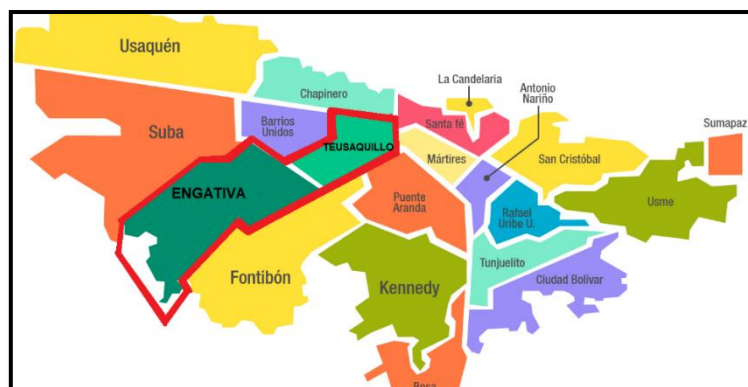 Usaquén
La Candelaria
Antonio
Nariño
Chapinero
Suba
Barrios
Unidos
TEUSAQUILLO
Santa fé
Sumapaz
Mártires
San Cristóbal
ENGATIVA
Puente
Aranda
Rafael
Uribe U.
Usme
Fontibón
Kennedy
Tunjuelito
Ciudad Bolívar